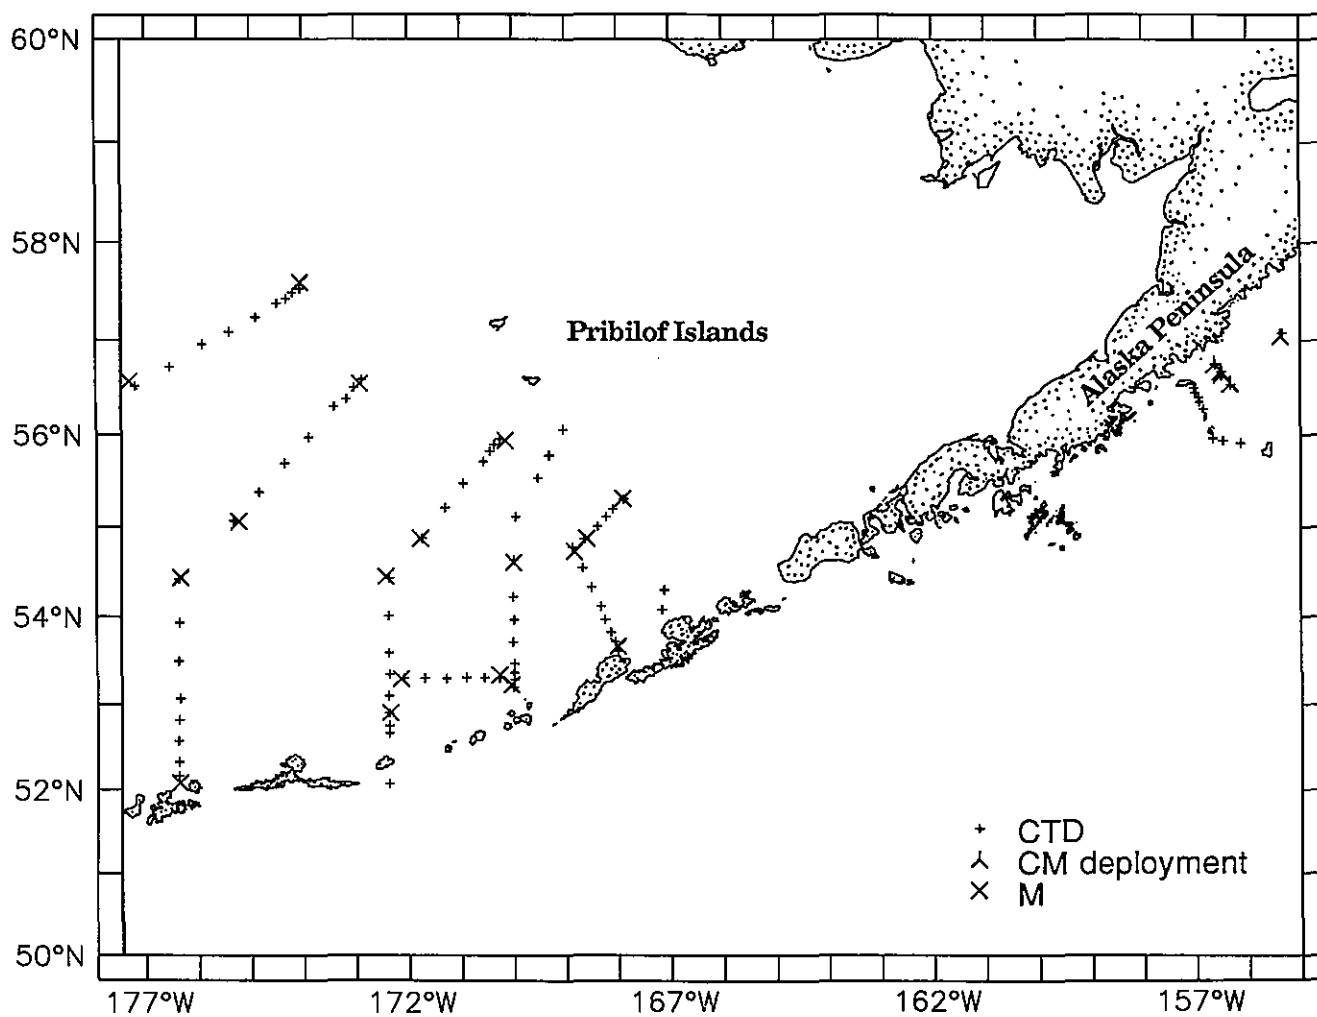 60°N
58°N
56°N
54°N
52°N
50°N
Pribilof Islands
Alaska Peninsula
CTD
CM deployment
M
177°W
172°W
167°W
162°W
157°W